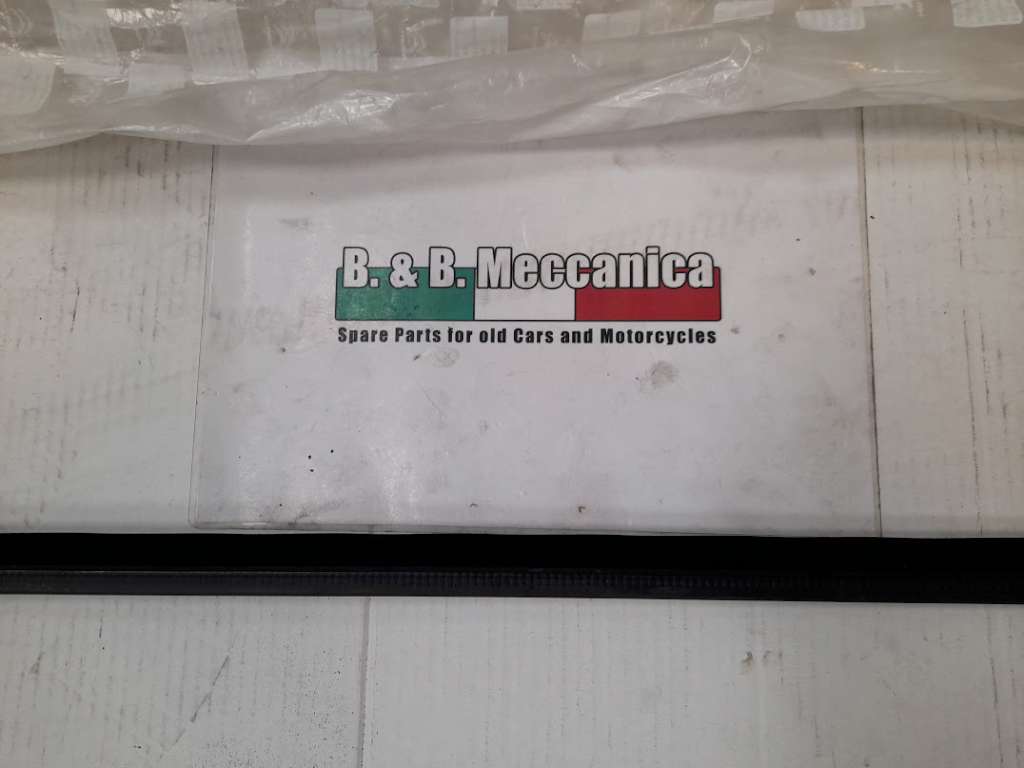 B. & B. Meccanica
Spare Parts for old Cars and Motorcycles